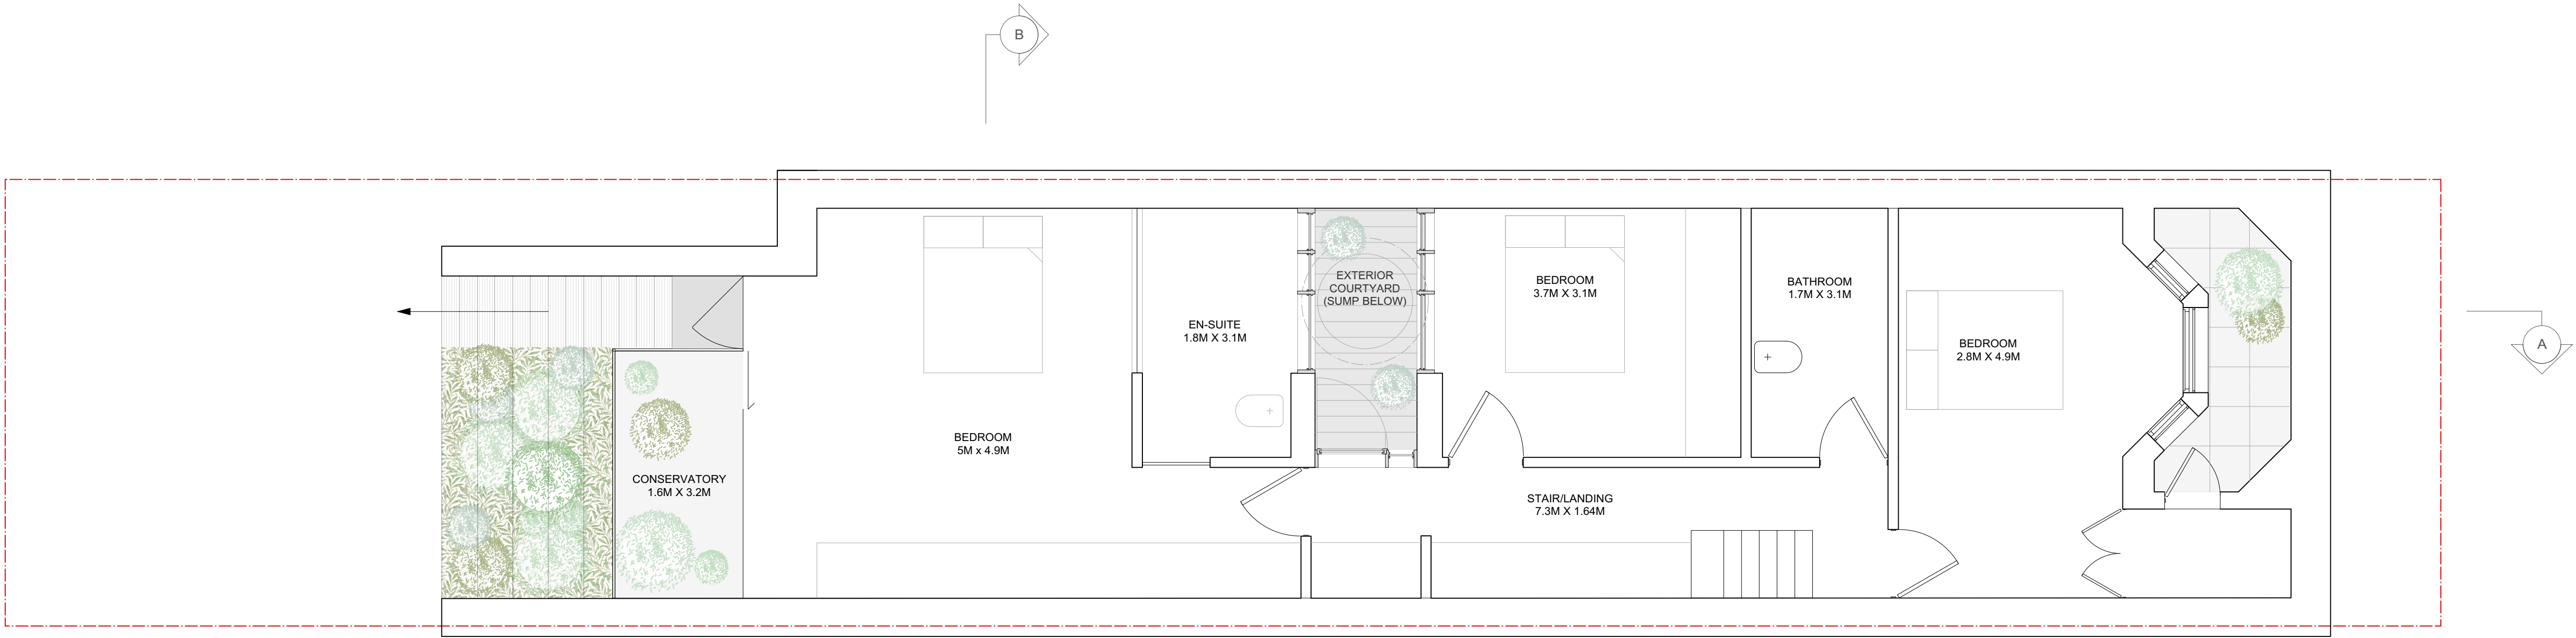 B
EXTERIOR
COURTYARD
(SUMP BELOW)
BEDROOM
3.7M X 3.1M
BATHROOM
1.7M X 3.1M
EN-SUITE
1.8M X 3.1M
BEDROOM
2.8M X 4.9M
A
BEDROOM
5M x 4.9M
CONSERVATORY
1.6M X 3.2M
STAIR/LANDING
7.3M X 1.64M